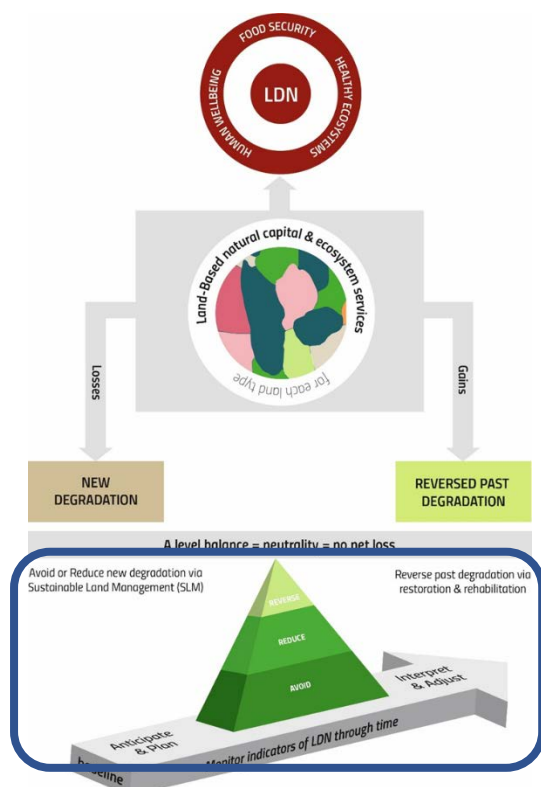 FOOD SECURITY
HUMAN WELLBEING
HEALTHY ECOSYSTEMS
LDN
Land-Based natural capital & ecosystem services
for each land type
Losses
Gains
NEW
DEGRADATION
REVERSED PAST
DEGRADATION
A level balance = neutrality = no net loss
Avoid or Reduce new degradation via
Sustainable Land Management (SLM)
Reverse past degradation via
restoration & rehabilitation
REVERSE
REDUCE
AVOID
Anticipate
& Plan
Interpret
& Adjust
baseline
Monitor indicators of LDN through time